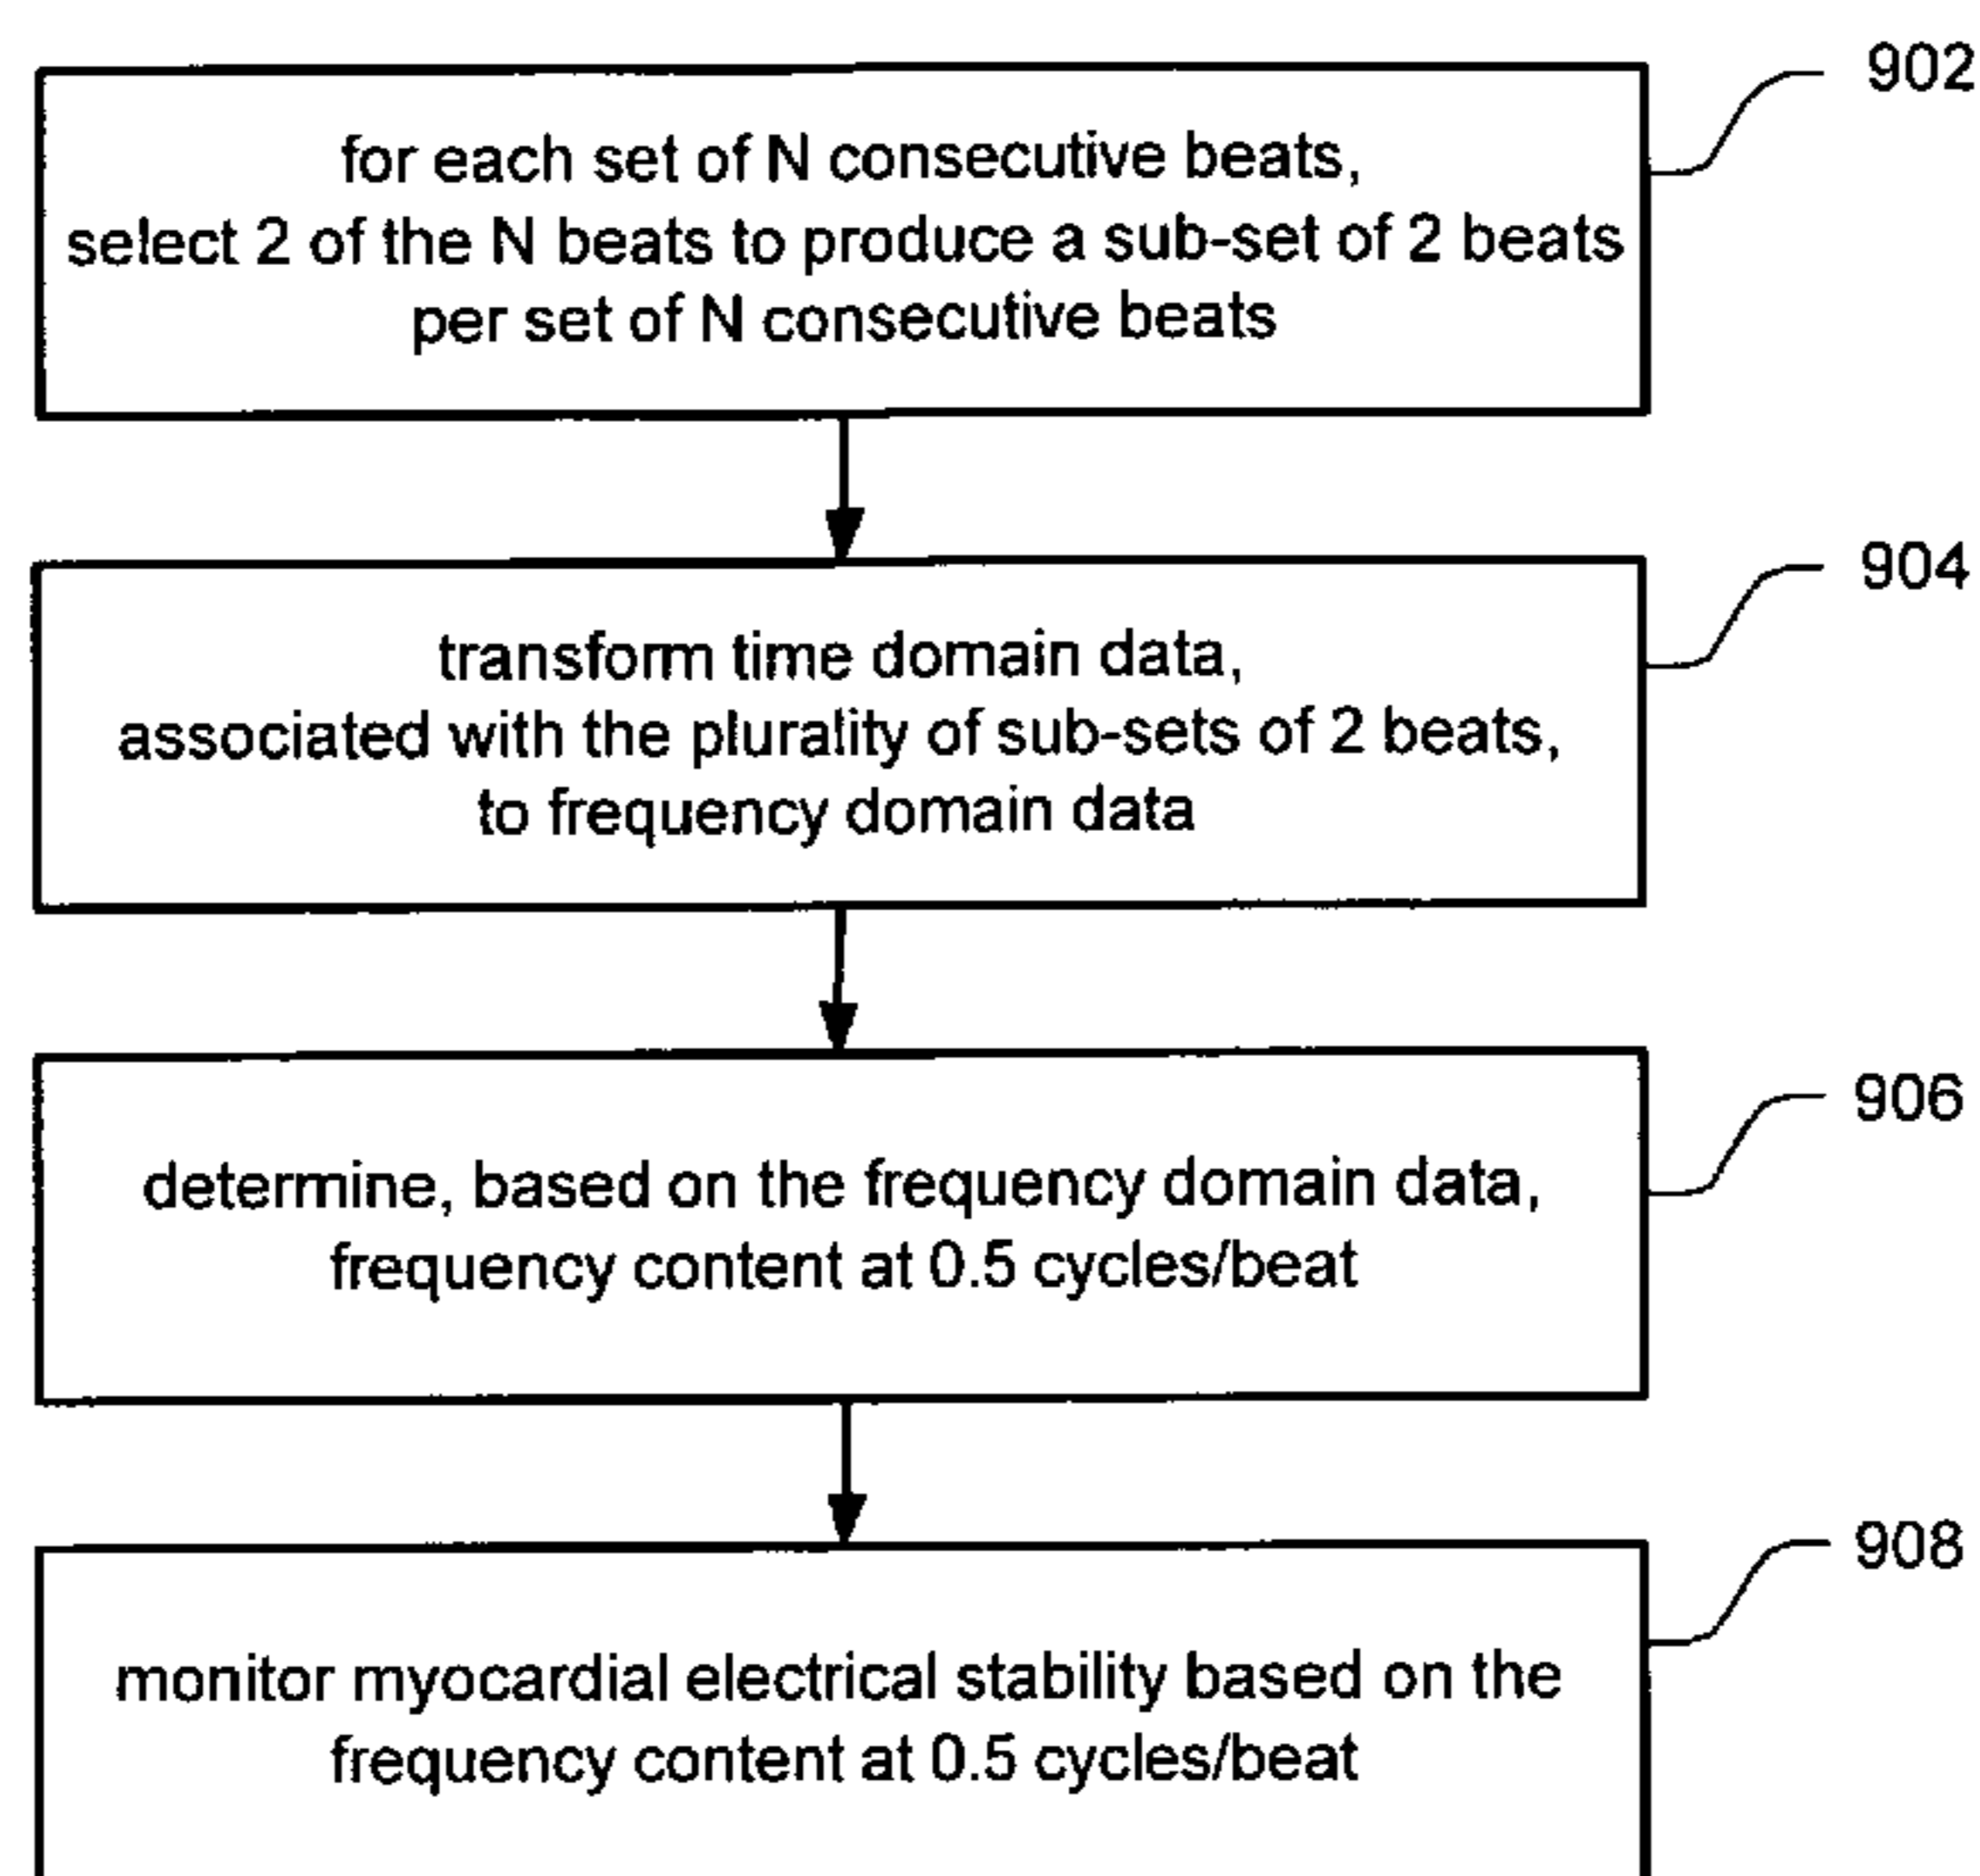 902
for each set of N consecutive beats,
select 2 of the N beats to produce a sub-set of 2 beats
per set of N consecutive beats
904
transform time domain data,
associated with the plurality of sub-sets of 2 beats,
to frequency domain data
906
determine, based on the frequency domain data,
frequency content at 0.5 cycles/beat
908
monitor myocardial electrical stability based on the
frequency content at 0.5 cycles/beat